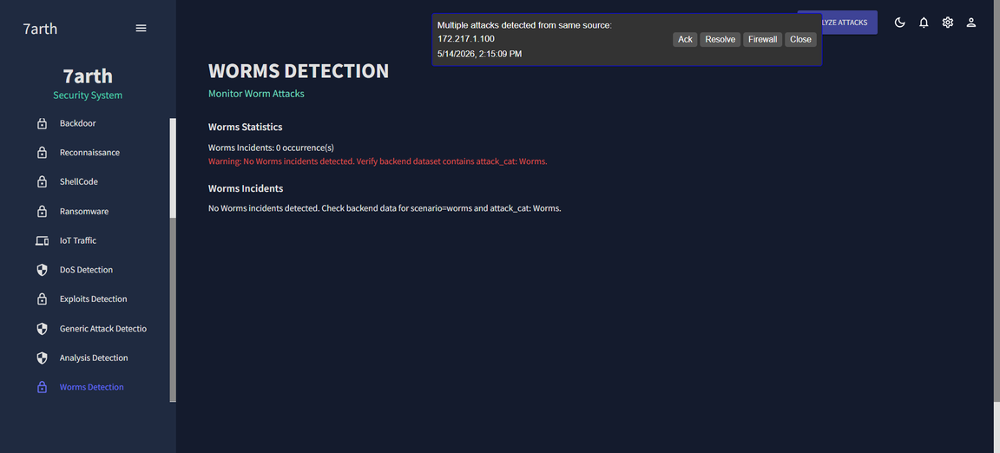 7arth
7arth
Security System
Backdoor
Reconnaissance
ShellCode
Ransomware
IoT Traffic
DoS Detection
Exploits Detection
Generic Attack Detectio
Analysis Detection
Worms Detection
Multiple attacks detected from same source:
172.217.1.100
5/14/2026, 2:15:09 PM
Ack Resolve Firewall Close
LYZE ATTACKS
WORMS DETECTION
Monitor Worm Attacks
Worms Statistics
Worms Incidents: 0 occurrence(s)
Warning: No Worms incidents detected. Verify backend dataset contains attack_cat: Worms.
Worms Incidents
No Worms incidents detected. Check backend data for scenario=worms and attack_cat: Worms.